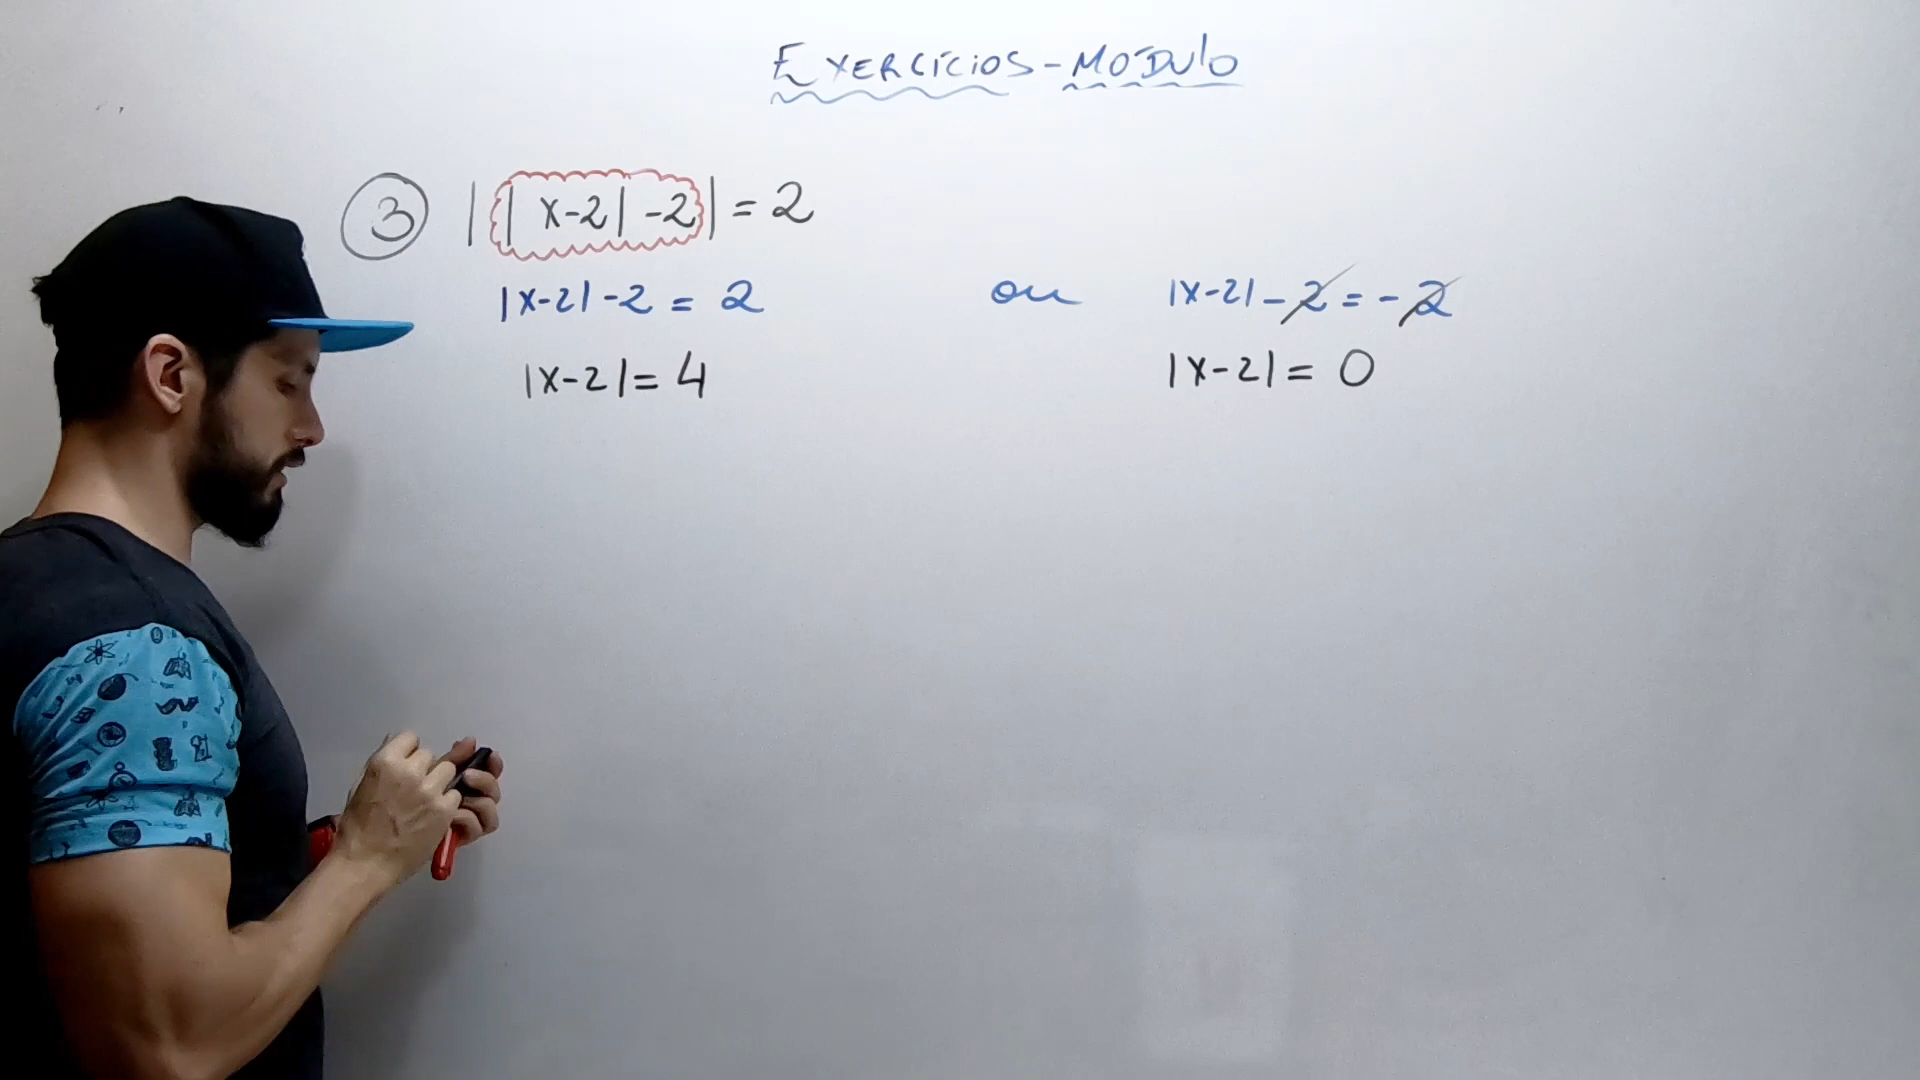 EXERCÍCIOS - MÓDULO
3 | | x-2 | -2 | = 2
|x-2| -2 = 2 ou |x-2| -2 = -2
|x-2| = 4 |x-2| = 0